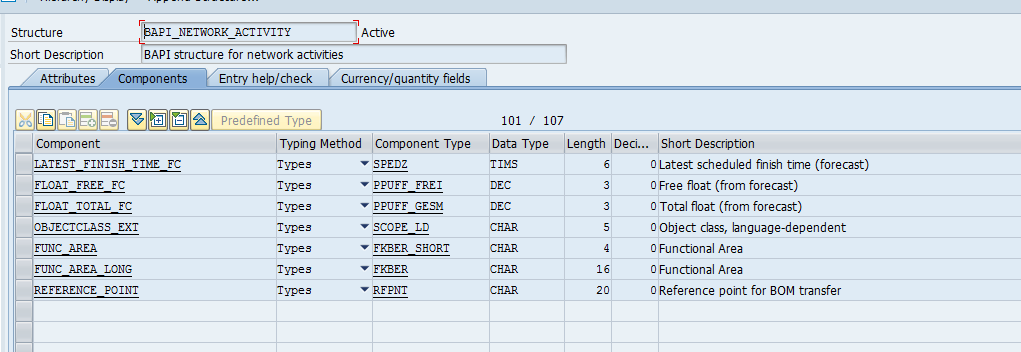 Structure BAPI_NETWORK_ACTIVITY Active
Short Description BAPI structure for network activities
Attributes Components Entry help/check Currency/quantity fields
Predefined Type 101 / 107
Component Typing Method Component Type Data Type Length Deci... Short Description
LATEST_FINISH_TIME_FC Types SPEDZ TIMS 6 0 Latest scheduled finish time (forecast)
FLOAT_FREE_FC Types PPUFF_FREI DEC 3 0 Free float (from forecast)
FLOAT_TOTAL_FC Types PPUFF_GESM DEC 3 0 Total float (from forecast)
OBJECTCLASS_EXT Types SCOPE_LD CHAR 5 0 Object class, language-dependent
FUNC_AREA Types FKBER_SHORT CHAR 4 0 Functional Area
FUNC_AREA_LONG Types FKBER CHAR 16 0 Functional Area
REFERENCE_POINT Types RFPNT CHAR 20 0 Reference point for BOM transfer